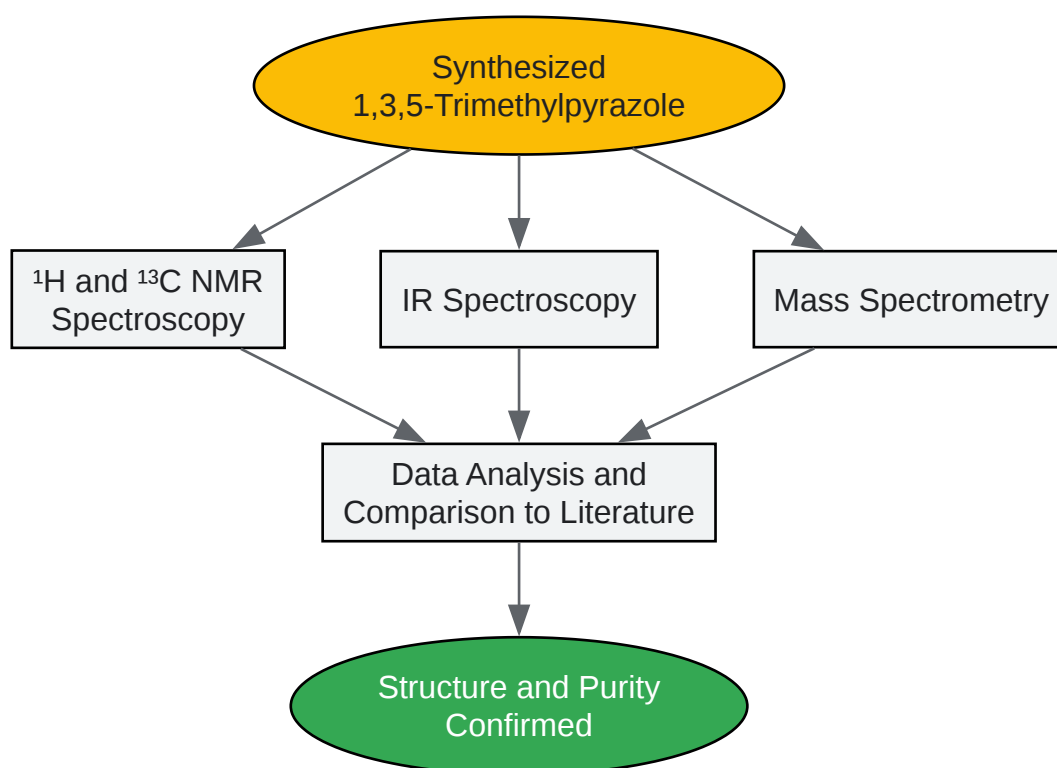 Synthesized
1,3,5-Trimethylpyrazole
¹H and ¹³C NMR
Spectroscopy
IR Spectroscopy
Mass Spectrometry
Data Analysis and
Comparison to Literature
Structure and Purity
Confirmed